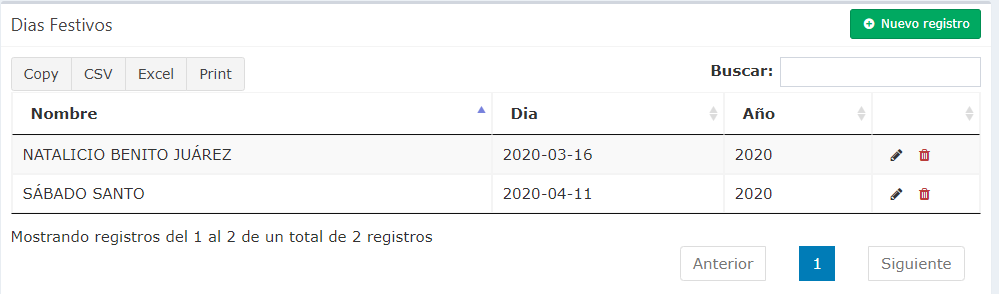 Dias Festivos
Nuevo registro
Copy CSV Excel Print
Buscar:
Nombre Dia Año
NATALICIO BENITO JUÁREZ 2020-03-16 2020
SÁBADO SANTO 2020-04-11 2020
Mostrando registros del 1 al 2 de un total de 2 registros
Anterior 1 Siguiente